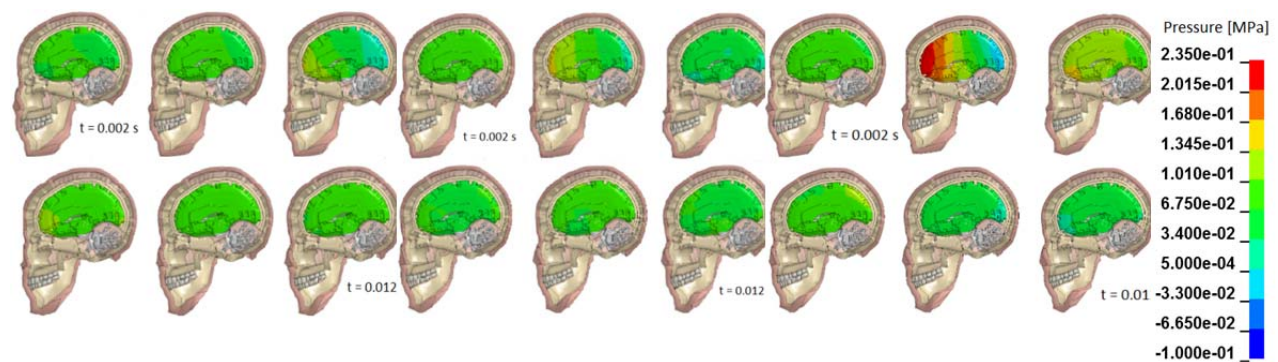 Pressure [MPa]
2.350e-01
2.015e-01
1.680e-01
1.345e-01
1.010e-01
6.750e-02
3.400e-02
5.000e-04
-3.300e-02
-6.650e-02
-1.000e-01
t = 0.002 s
t = 0.002 s
t = 0.002 s
t = 0.012
t = 0.012
t = 0.01